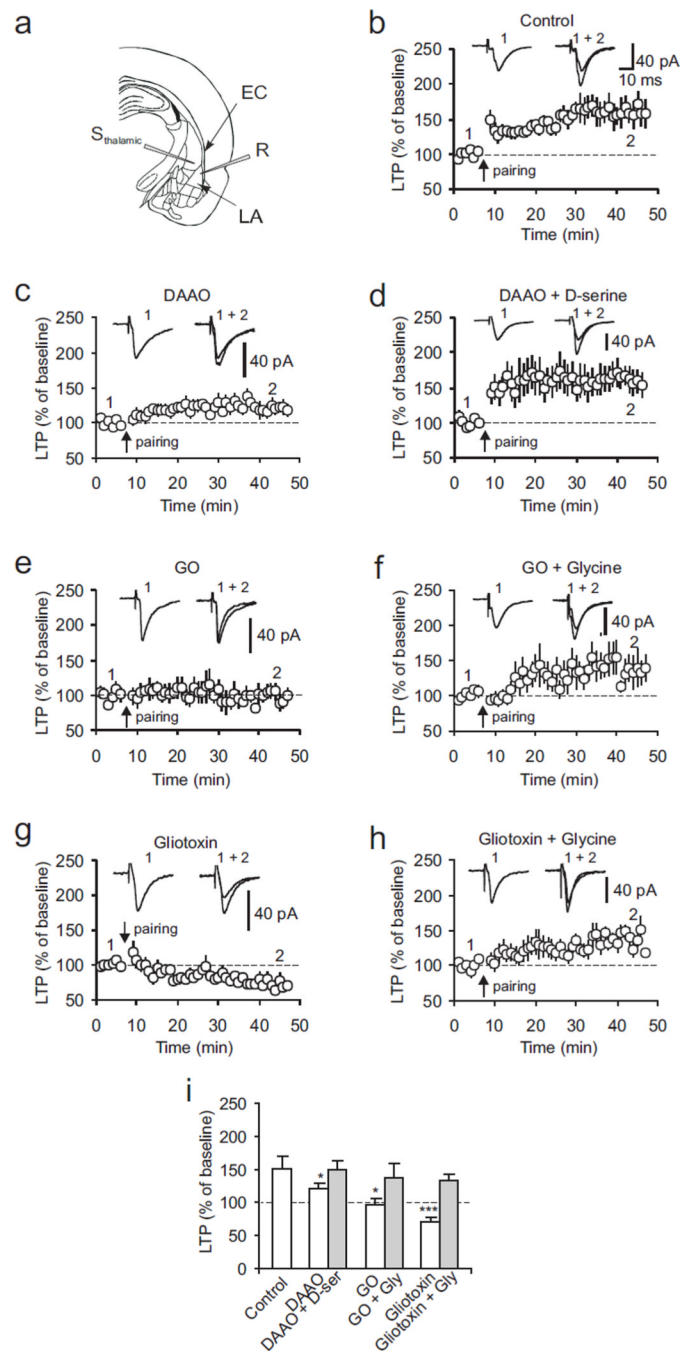 a
EC
Sthalamic
R
LA
b
Control
1
1 + 2
40 pA
10 ms
LTP (% of baseline)
250
200
150
100
50
1
2
pairing
0 10 20 30 40 50
Time (min)
c
DAAO
1
1 + 2
40 pA
LTP (% of baseline)
250
200
150
100
50
1
2
pairing
0 10 20 30 40 50
Time (min)
d
DAAO + D-serine
1
1 + 2
40 pA
LTP (% of baseline)
250
200
150
100
50
1
2
pairing
0 10 20 30 40 50
Time (min)
e
GO
1
1 + 2
40 pA
LTP (% of baseline)
250
200
150
100
50
1
2
pairing
0 10 20 30 40 50
Time (min)
f
GO + Glycine
1
1 + 2
40 pA
LTP (% of baseline)
250
200
150
100
50
1
2
pairing
0 10 20 30 40 50
Time (min)
g
Gliotoxin
1
1 + 2
40 pA
LTP (% of baseline)
250
200
150
100
50
pairing
1
2
0 10 20 30 40 50
Time (min)
h
Gliotoxin + Glycine
1
1 + 2
40 pA
LTP (% of baseline)
250
200
150
100
50
1
2
pairing
0 10 20 30 40 50
Time (min)
i
LTP (% of baseline)
250
200
150
100
50
0
*
*
***
Control
DAAO
DAAO + D-ser
GO
GO + Gly
Gliotoxin
Gliotoxin + Gly